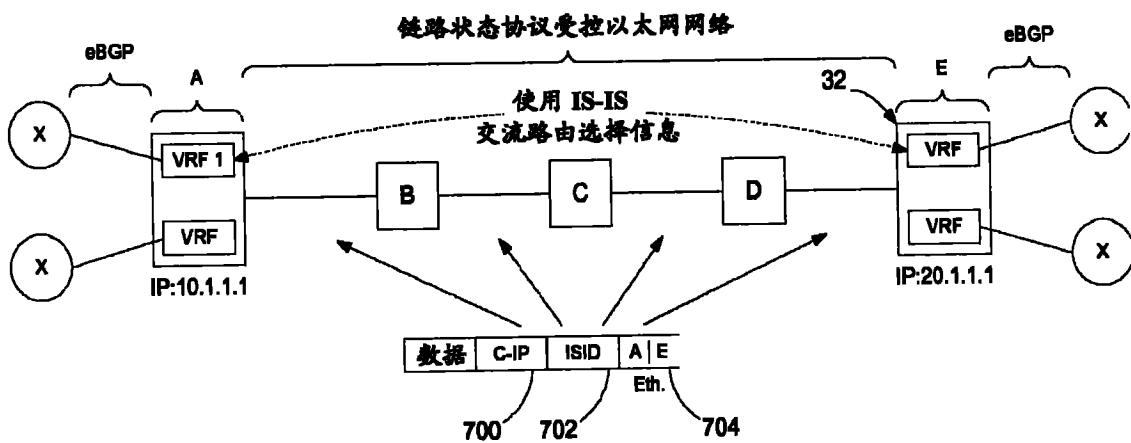 链路状态协议受控以太网网络
eBGP
A
E
eBGP
32
使用 IS-IS
交流路由选择信息
X
VRF 1
VRF
X
B
C
D
X
VRF
VRF
X
IP:10.1.1.1
IP:20.1.1.1
数据
C-IP
ISID
A
E
Eth.
700
702
704